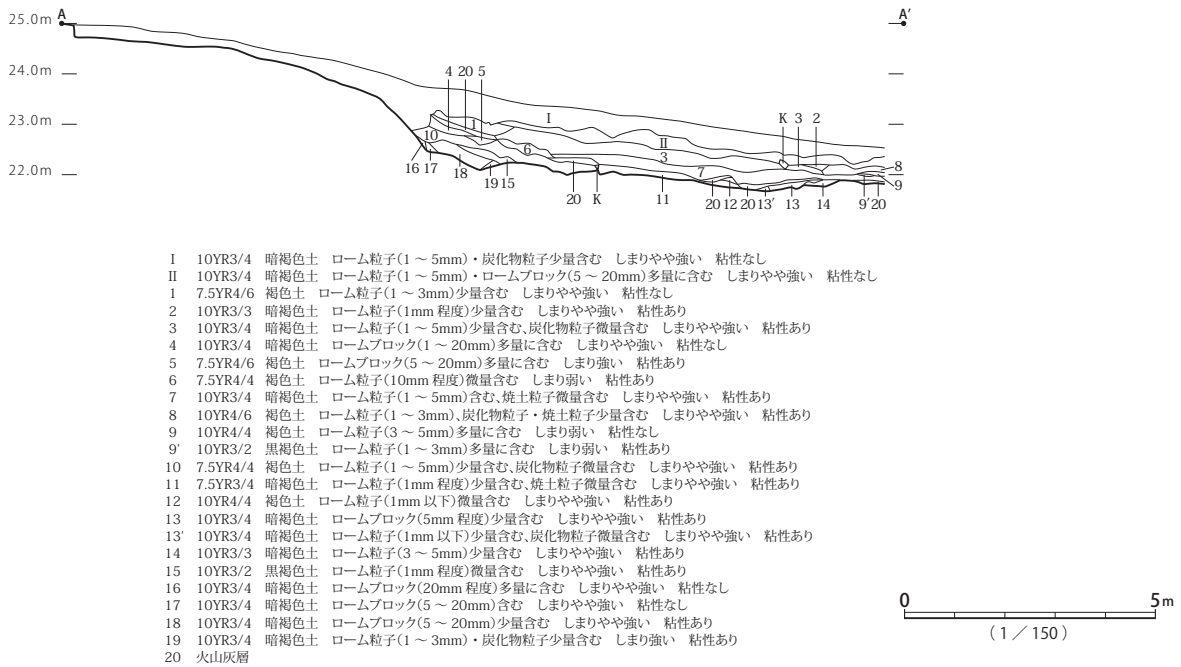 25.0m A A′
24.0m
4 20 5
23.0m 1 I K 3 2
II
10 6 3 8
22.0m 16 17 7 9
18 19 15 20 K 11 20 12 20 13′ 13 14 9′ 20
I 10YR3/4 暗褐色土 ローム粒子(1 ~ 5mm)・炭化物粒子少量含む しまりやや強い 粘性なし
II 10YR3/4 暗褐色土 ローム粒子(1 ~ 5mm)・ロームブロック(5 ~ 20mm)多量に含む しまりやや強い 粘性なし
1 7.5YR4/6 褐色土 ローム粒子(1 ~ 3mm)少量含む しまりやや強い 粘性なし
2 10YR3/3 暗褐色土 ローム粒子(1mm 程度)少量含む しまりやや強い 粘性あり
3 10YR3/4 暗褐色土 ローム粒子(1 ~ 5mm)少量含む、炭化物粒子微量含む しまりやや強い 粘性あり
4 10YR3/4 暗褐色土 ロームブロック(1 ~ 20mm)多量に含む しまりやや強い 粘性なし
5 7.5YR4/6 褐色土 ロームブロック(5 ~ 20mm)多量に含む しまり強い 粘性あり
6 7.5YR4/4 褐色土 ローム粒子(10mm 程度)微量含む しまり弱い 粘性あり
7 10YR3/4 暗褐色土 ローム粒子(1 ~ 5mm)含む、焼土粒子微量含む しまりやや強い 粘性あり
8 10YR4/6 褐色土 ローム粒子(1 ~ 3mm)、炭化物粒子・焼土粒子少量含む しまりやや強い 粘性あり
9 10YR4/4 褐色土 ローム粒子(3 ~ 5mm)多量に含む しまり弱い 粘性なし
9' 10YR3/2 黒褐色土 ローム粒子(1 ~ 3mm)多量に含む しまり弱い 粘性あり
10 7.5YR4/4 褐色土 ローム粒子(1 ~ 5mm)少量含む、炭化物粒子微量含む しまりやや強い 粘性あり
11 7.5YR3/4 暗褐色土 ローム粒子(1mm 程度)少量含む、焼土粒子微量含む しまりやや強い 粘性あり
12 10YR4/4 褐色土 ローム粒子(1mm 以下)微量含む しまりやや強い 粘性あり
13 10YR3/4 暗褐色土 ロームブロック(5mm 程度)少量含む しまりやや強い 粘性あり
13' 10YR3/4 暗褐色土 ローム粒子(1mm 以下)少量含む、炭化物粒子微量含む しまりやや強い 粘性あり
14 10YR3/3 暗褐色土 ローム粒子(3 ~ 5mm)少量含む しまりやや強い 粘性あり
15 10YR3/2 黒褐色土 ローム粒子(1mm 程度)微量含む しまりやや強い 粘性あり
16 10YR3/4 暗褐色土 ロームブロック(20mm 程度)多量に含む しまりやや強い 粘性なし
17 10YR3/4 暗褐色土 ロームブロック(5 ~ 20mm)含む しまりやや強い 粘性なし
18 10YR3/4 暗褐色土 ロームブロック(5 ~ 20mm)少量含む しまりやや強い 粘性あり
19 10YR3/4 暗褐色土 ローム粒子(1 ~ 3mm)・炭化物粒子少量含む しまり強い 粘性あり
20 火山灰層
0 5m
(1/150)